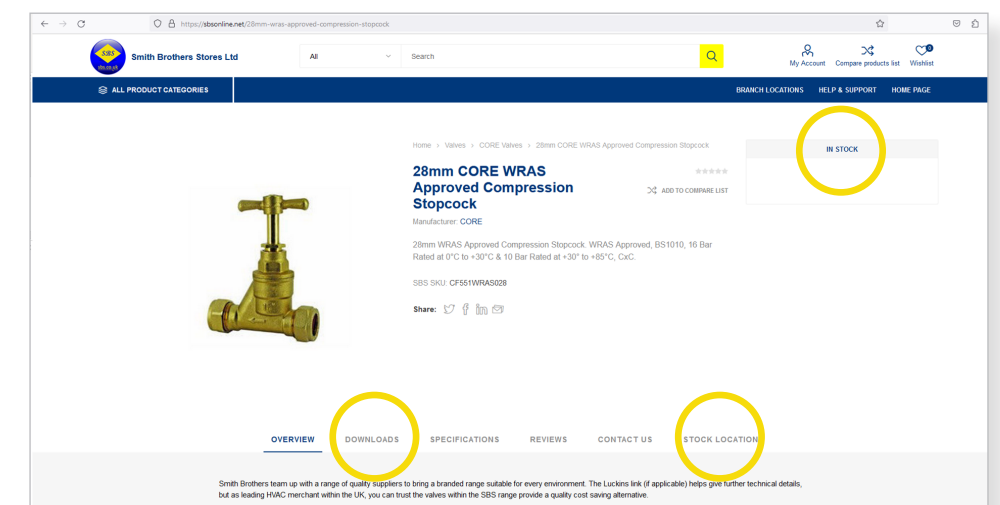 https://sbsonline.net/28mm-wras-approved-compression-stopcock
SBS
sbs.co.uk
Smith Brothers Stores Ltd
All
Search
My Account
Compare products list
0
Wishlist
ALL PRODUCT CATEGORIES
BRANCH LOCATIONS
HELP & SUPPORT
HOME PAGE
Home › Valves › CORE Valves › 28mm CORE WRAS Approved Compression Stopcock
IN STOCK
28mm CORE WRAS
Approved Compression
Stopcock
ADD TO COMPARE LIST
Manufacturer: CORE
28mm WRAS Approved Compression Stopcock. WRAS Approved, BS1010, 16 Bar
Rated at 0°C to +30°C & 10 Bar Rated at +30° to +85°C, CxC.
SBS SKU: CF551WRAS028
Share:
OVERVIEW
DOWNLOADS
SPECIFICATIONS
REVIEWS
CONTACT US
STOCK LOCATION
Smith Brothers team up with a range of quality suppliers to bring a branded range suitable for every environment. The Luckins link (if applicable) helps give further technical details,
but as leading HVAC merchant within the UK, you can trust the valves within the SBS range provide a quality cost saving alternative.